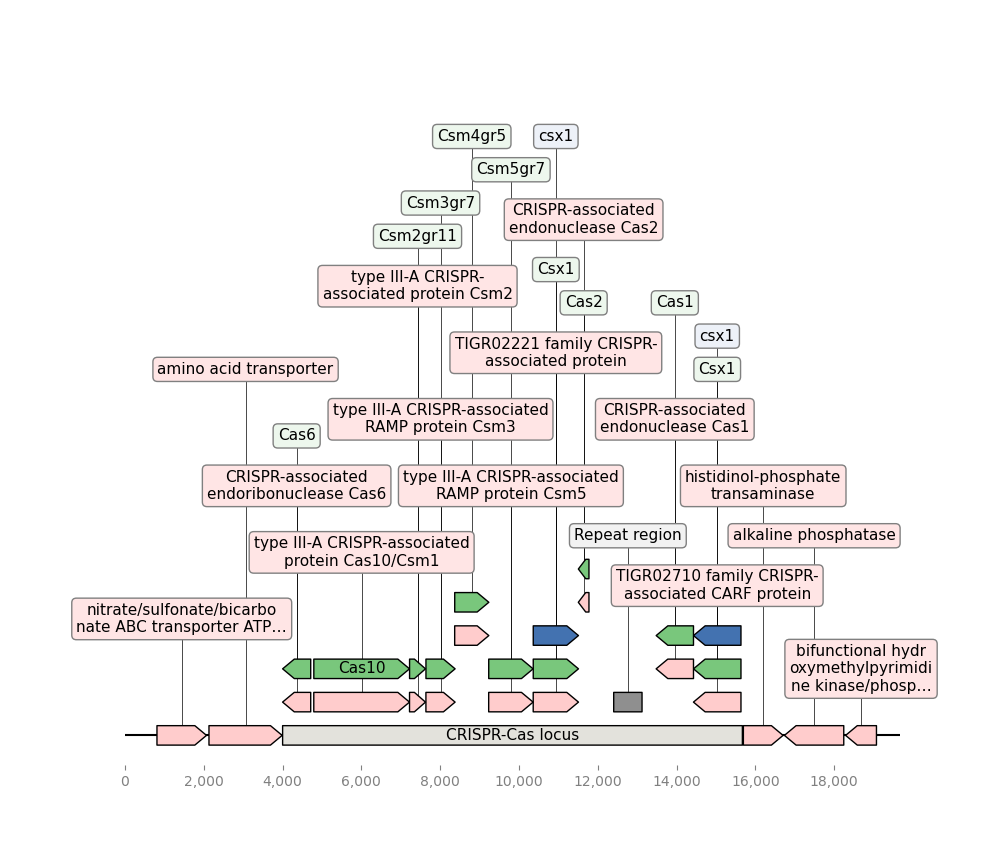 Csm4gr5
csx1
Csm5gr7
Csm3gr7
CRISPR-associated
endonuclease Cas2
Csm2gr11
Csx1
type III-A CRISPR-
associated protein Csm2
Cas2
Cas1
csx1
TIGR02221 family CRISPR-
associated protein
amino acid transporter
Csx1
type III-A CRISPR-associated
RAMP protein Csm3
CRISPR-associated
endonuclease Cas1
Cas6
CRISPR-associated
endoribonuclease Cas6
type III-A CRISPR-associated
RAMP protein Csm5
histidinol-phosphate
transaminase
Repeat region
alkaline phosphatase
type III-A CRISPR-associated
protein Cas10/Csm1
TIGR02710 family CRISPR-
associated CARF protein
nitrate/sulfonate/bicarbo
nate ABC transporter ATP…
bifunctional hydr
oxymethylpyrimidi
ne kinase/phosp…
Cas10
CRISPR-Cas locus
0
2,000
4,000
6,000
8,000
10,000
12,000
14,000
16,000
18,000